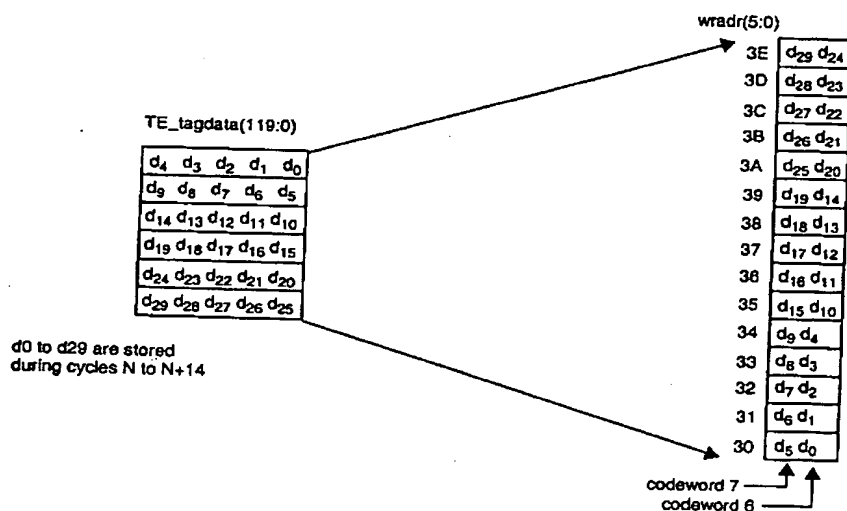 wradr(5:0)
TE_tagdata(119:0)
d4 d3 d2 d1 d0
d9 d8 d7 d6 d5
d14 d13 d12 d11 d10
d19 d18 d17 d16 d15
d24 d23 d22 d21 d20
d29 d28 d27 d26 d25
d0 to d29 are stored
during cycles N to N+14
3E d29 d24
3D d28 d23
3C d27 d22
3B d26 d21
3A d25 d20
39 d19 d14
38 d18 d13
37 d17 d12
36 d16 d11
35 d15 d10
34 d9 d4
33 d8 d3
32 d7 d2
31 d6 d1
30 d5 d0
codeword 7
codeword 6